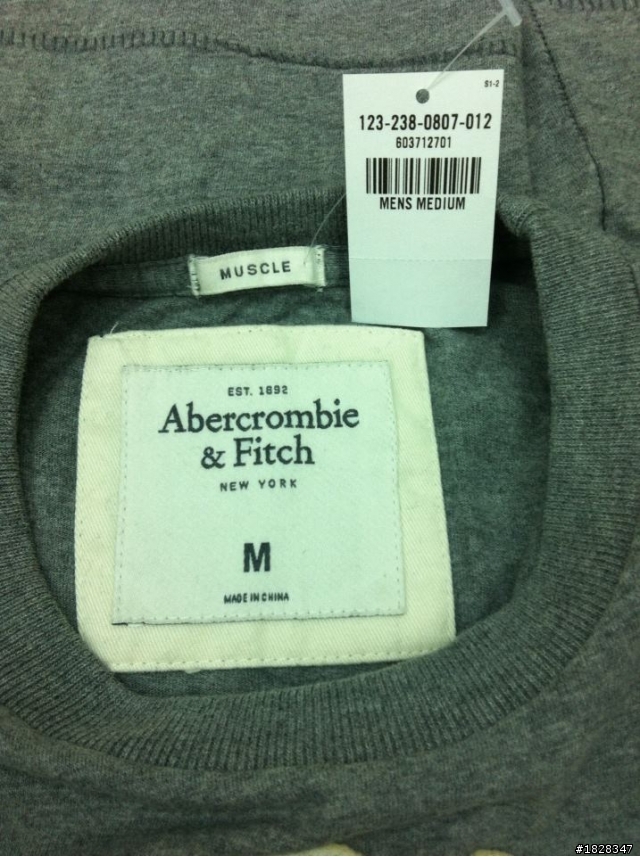 S1-2
123-238-0807-012
603712701
MENS MEDIUM
MUSCLE
EST. 1892
Abercrombie
& Fitch
NEW YORK
M
MADE IN CHINA
#1828347